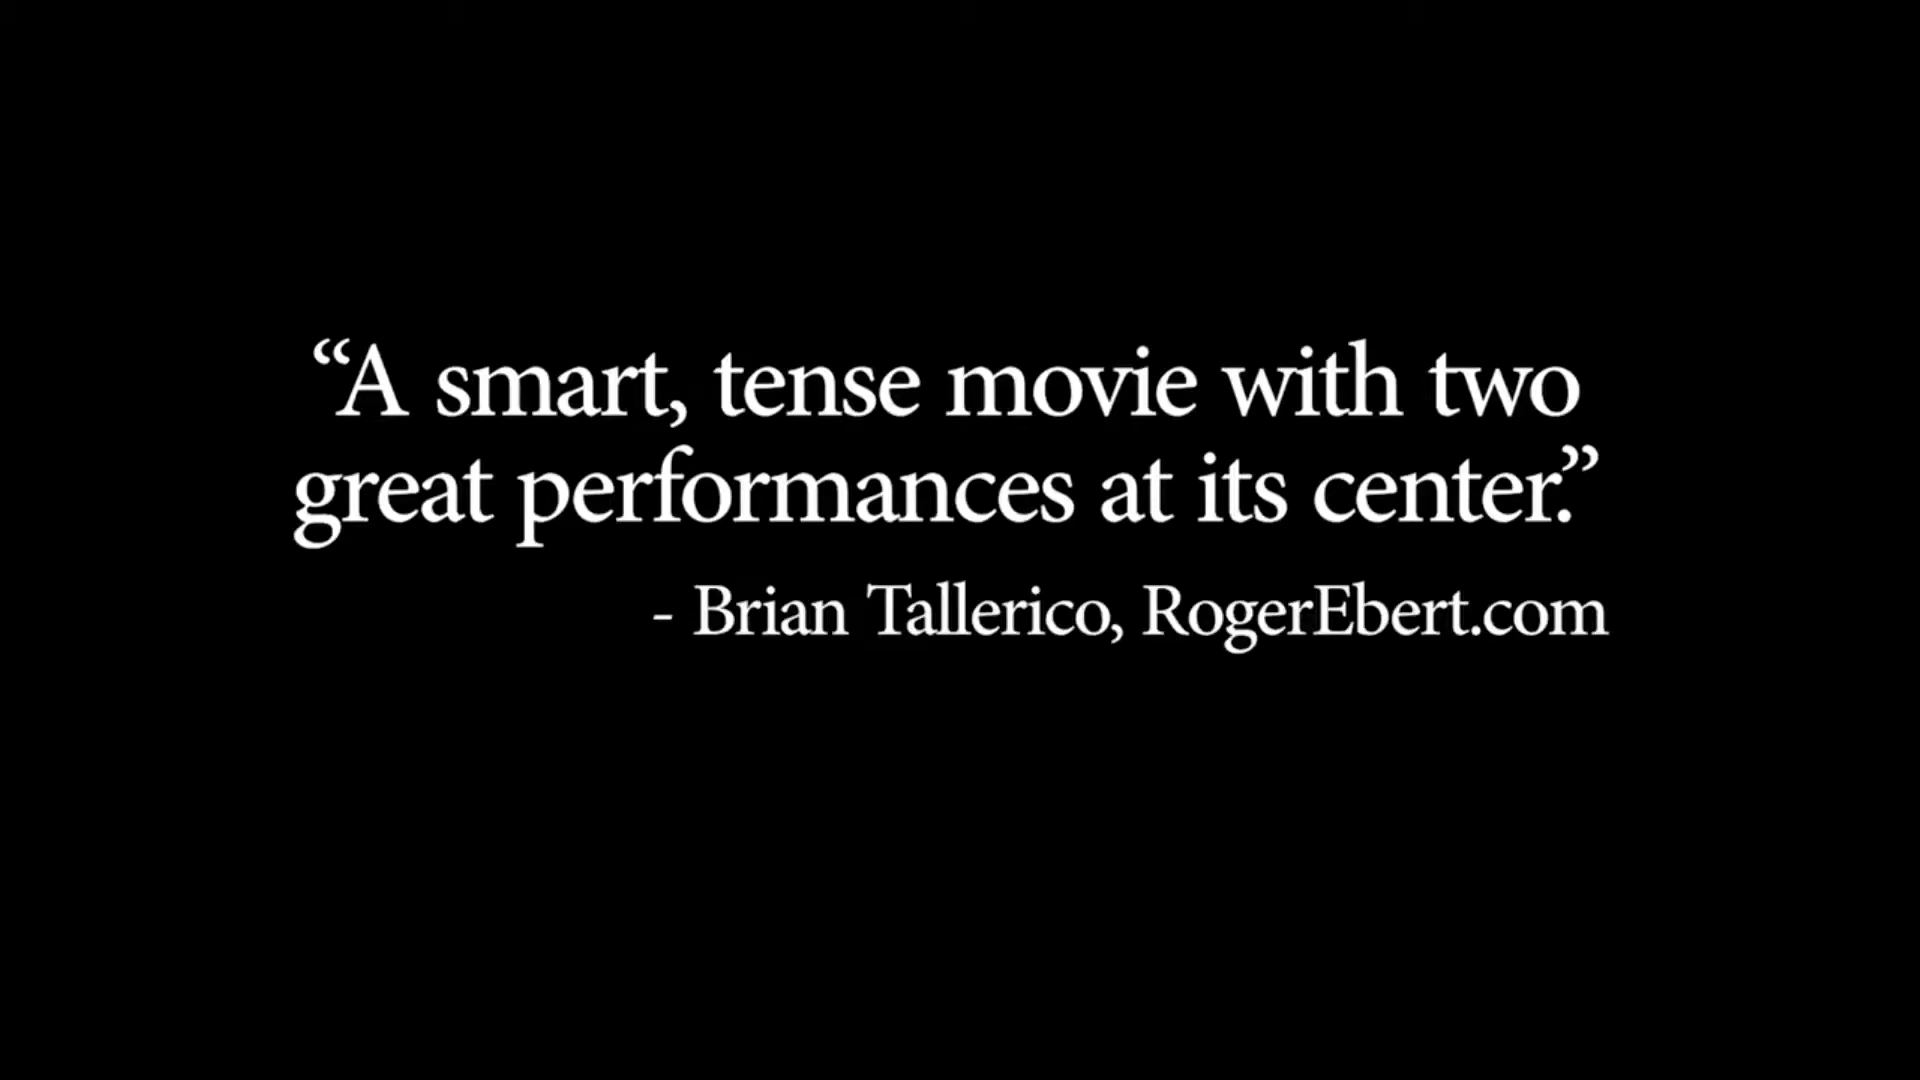 “A smart, tense movie with two
great performances at its center.”
- Brian Tallerico, RogerEbert.com